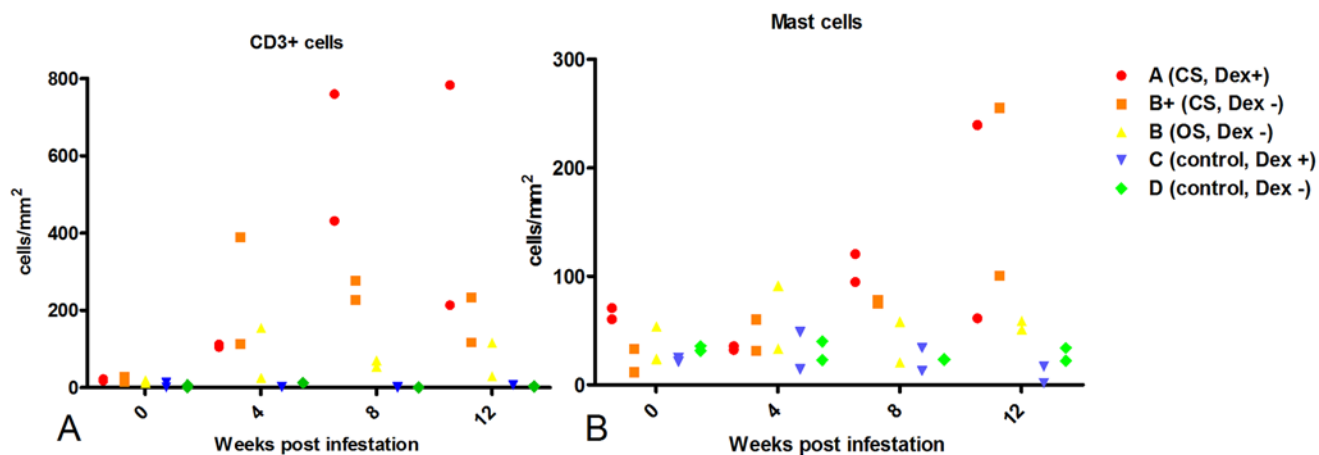 CD3+ cells
800
600
400
200
0
cells/mm²
0
4
8
12
Weeks post infestation
A
Mast cells
300
200
100
0
cells/mm²
0
4
8
12
Weeks post infestation
B
A (CS, Dex+)
B+ (CS, Dex -)
B (OS, Dex -)
C (control, Dex +)
D (control, Dex -)